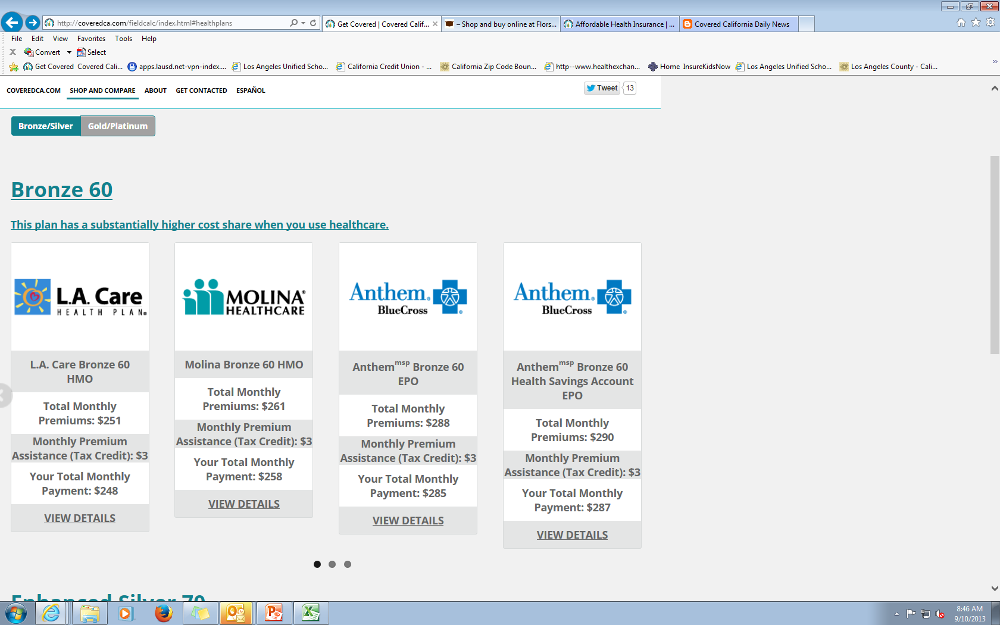 http://coveredca.com/fieldcalc/index.html#healthplans
Get Covered | Covered Calif...
– Shop and buy online at Flors...
Affordable Health Insurance | ...
Covered California Daily News
File Edit View Favorites Tools Help
Convert Select
Get Covered Covered Cali... apps.lausd.net-vpn-index.... Los Angeles Unified Scho... California Credit Union - ... California Zip Code Boun... http--www.healthexchan... Home InsureKidsNow Los Angeles Unified Scho... Los Angeles County - Cali...
COVEREDCA.COM SHOP AND COMPARE ABOUT GET CONTACTED ESPAÑOL
Tweet 13
Bronze/Silver Gold/Platinum
Bronze 60
This plan has a substantially higher cost share when you use healthcare.
L.A. Care
HEALTH PLAN®
L.A. Care Bronze 60
HMO
Total Monthly
Premiums: $251
Monthly Premium
Assistance (Tax Credit): $3
Your Total Monthly
Payment: $248
VIEW DETAILS
MOLINA®
HEALTHCARE
Molina Bronze 60 HMO
Total Monthly
Premiums: $261
Monthly Premium
Assistance (Tax Credit): $3
Your Total Monthly
Payment: $258
VIEW DETAILS
Anthem®
BlueCross ®
Anthem msp Bronze 60
EPO
Total Monthly
Premiums: $288
Monthly Premium
Assistance (Tax Credit): $3
Your Total Monthly
Payment: $285
VIEW DETAILS
Anthem®
BlueCross ®
Anthem msp Bronze 60
Health Savings Account
EPO
Total Monthly
Premiums: $290
Monthly Premium
Assistance (Tax Credit): $3
Your Total Monthly
Payment: $287
VIEW DETAILS
Enhanced Silver 70
8:46 AM
9/10/2013